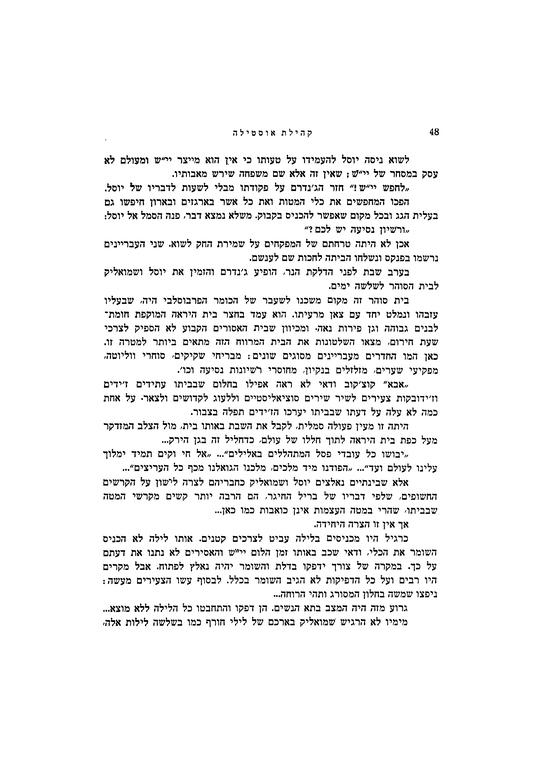 48
קהילת אוסטילה
לשוא ניסה יוסל להעמידו על טעותו כי אין הוא מייצר יי״ש ומעולם לא
עסק במסחר של יי״ש; שאין זה אלא שם משפחה שירש מאבותיו.
„לחפש יי״ש!״ חזר הג׳נדרם על פקודתו מבלי לשעות לדבריו של יוסל.
הפכו המחפשים את כלי המטות ואת כל אשר בארגזים ובארון חיפשו גם
בעלית הגג ובכל מקום שאפשר להכניס בקבוק. משלא נמצא דבר, פנה הסמל אל יוסל:
„ורשיון נסיעה יש לכם?״
אכן לא היתה טרחתם של המפקחים על שמירת החק לשוא. שני העבריינים
נרשמו בפנקס ונשלחו הביתה לחכות שם לענשם.
בערב שבת לפני הדלקת הנר, הופיע ג׳נדרם והזמין את יוסל ושמואליק
לבית הסוהר לשלשה ימים.
בית סוהר זה מקום משכנו לשעבר של הכומר הפרבוסלבי היה, שבעליו
עזבהו ונמלט יחד עם צאן מרעיתו. הוא עמד בחצר בית היראה המוקפת חומת־
לבנים גבוהה וגן פירות נאה, ומכיוון שבית האסורים הקבוע לא הספיק לצרכי
שעת חירום, מצאו השלטונות את הבית המרווח הזה מתאים ביותר למטרה זו.
כאן המו החדרים מעבריינים מסוגים שונים: מבריחי שקיקים, סוחרי ווליוטה,
מפקיעי שערים, מזלזלים בנקיון, מחוסרי רשיונות נסיעה וכו׳.
„אבא״ קוצ׳קוב ודאי לא ראה אפילו בחלום שבביתו עתידים ז׳ידים
וז׳ידובקות צעירים לשיר שירים סוציאליסטיים וללעוג לקדושים ולצאר. על אחת
כמה לא עלה על דעתו שבביתו יערכו הז׳ידים תפלה בצבור.
היתה זו מעין פעולה סמלית, לקבל את השבת באותו בית, מול הצלב המזדקר
מעל כפת בית היראה לתוך חללו של עולם, כדחליל זה בגן הירק...
„יבושו כל עובדי פסל המתהללים באלילים״... „אל חי וקים תמיד ימלוך
עלינו לעולם ועד״... „הפודנו מיד מלכים, מלכנו הגואלנו מכף כל העריצים״...
אלא שבינתיים נאלצים יוסל ושמואליק כחבריהם לצרה לישון על הקרשים
החשופים, שלפי דבריו של בריל החיגר, הם הרבה יותר קשים מקרשי המטה
שבביתו, שהרי במטה העצמות אינן כואבות כמו כאן...
אך אין זו הצרה היחידה.
כרגיל היו מכניסים בלילה עביט לצרכים קטנים. אותו לילה לא הכניס
השומר את הכלי, ודאי שכב באותו זמן הלום יי״ש והאסירים לא נתנו את דעתם
על כך. במקרה של צורך ידפקו בדלת והשומר יהיה נאלץ לפתוח, אבל מקרים
היו רבים ועל כל הדפיקות לא הגיב השומר בכלל. לבסוף עשו הצעירים מעשה:
ניפצו שמשה בחלון המסורג ותהי הרוחה...
גרוע מזה היה המצב בתא הנשים. הן דפקו והתחבטו כל הלילה ללא מוצא...
מימיו לא הרגיש שמואליק בארכם של לילי חורף כמו בשלשה לילות אלה,